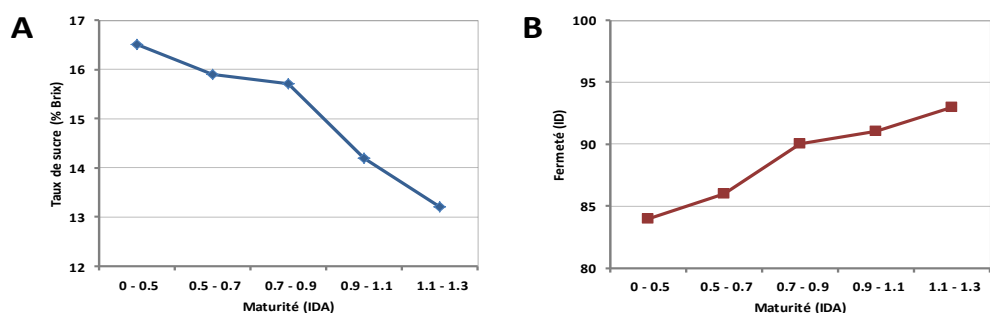 A
Taux de sucre (% Brix)
17
16
15
14
13
12
0 - 0.5 0.5 - 0.7 0.7 - 0.9 0.9 - 1.1 1.1 - 1.3
Maturité (IDA)
B
Fermeté (ID)
100
95
90
85
80
0 - 0.5 0.5 - 0.7 0.7 - 0.9 0.9 - 1.1 1.1 - 1.3
Maturité (IDA)